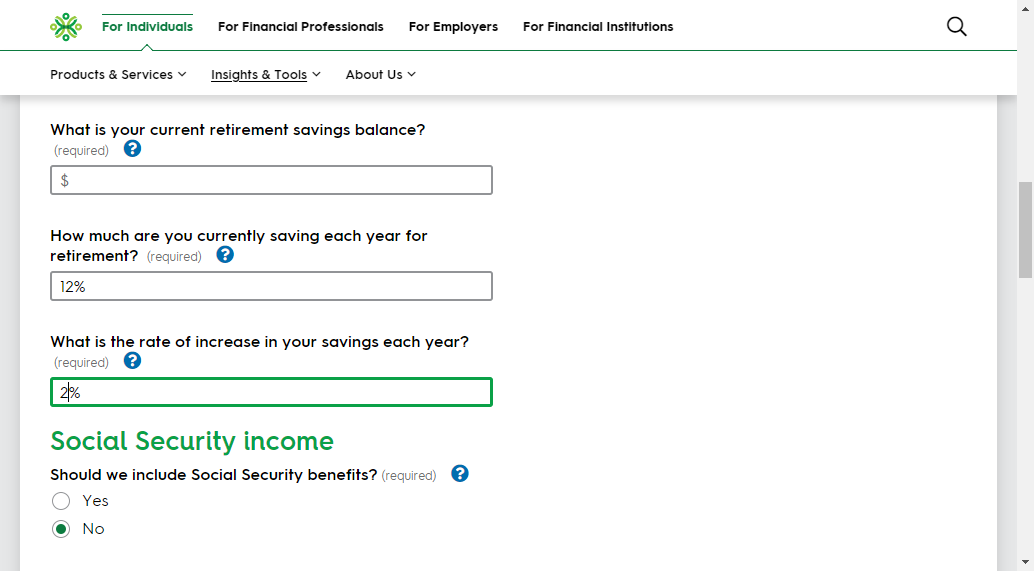 For Individuals For Financial Professionals For Employers For Financial Institutions
Products & Services Insights & Tools About Us
What is your current retirement savings balance?
(required) ?
$
How much are you currently saving each year for
retirement? (required) ?
12%
What is the rate of increase in your savings each year?
(required) ?
2%
Social Security income
Should we include Social Security benefits? (required) ?
Yes
No